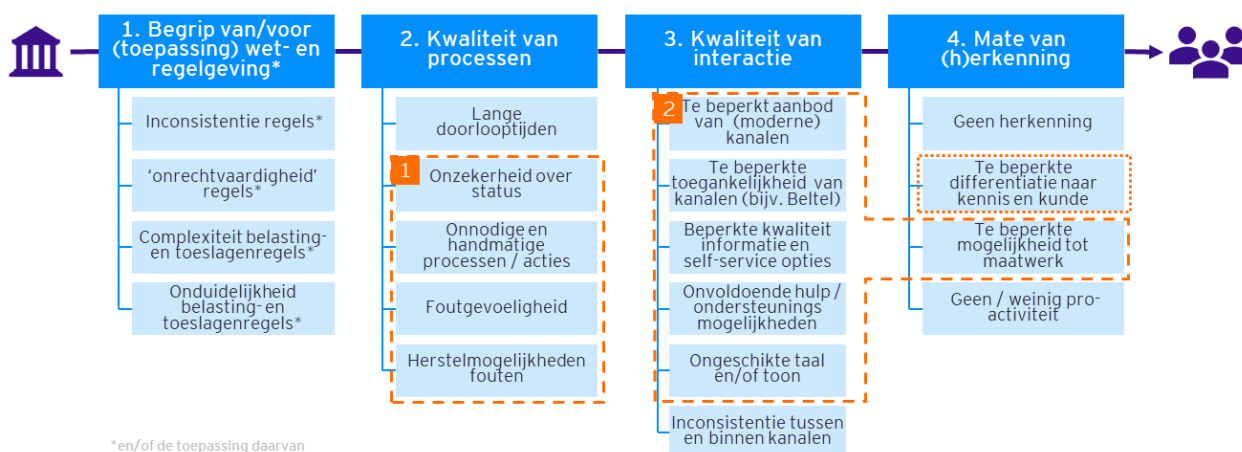 1. Begrip van/voor
(toepassing) wet- en
regelgeving*
Inconsistentie regels*
‘onrechtvaardigheid’
regels*
Complexiteit belasting-
en toeslagenregels*
Onduidelijkheid
belasting- en
toeslagenregels*
2. Kwaliteit van
processen
Lange
doorlooptijden
1
Onzekerheid over
status
Onnodige en
handmatige
processen / acties
Foutgevoeligheid
Herstelmogelijkheden
fouten
3. Kwaliteit van
interactie
2
Te beperkt aanbod
van (moderne)
kanalen
Te beperkte
toegankelijkheid van
kanalen (bijv. Beltel)
Beperkte kwaliteit
informatie en
self-service opties
Onvoldoende hulp /
ondersteunings
mogelijkheden
Ongeschikte taal
en/of toon
Inconsistentie tussen
en binnen kanalen
4. Mate van
(h)erkenning
Geen herkenning
Te beperkte
differentiatie naar
kennis en kunde
Te beperkte
mogelijkheid tot
maatwerk
Geen / weinig pro-
activiteit
*en/of de toepassing daarvan